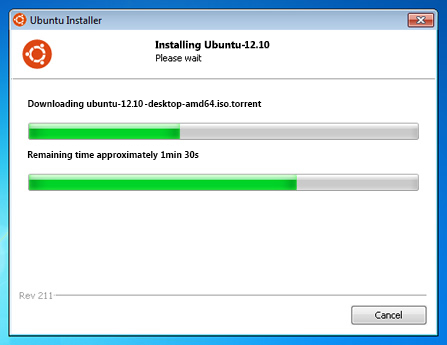 Ubuntu Installer
Installing Ubuntu-12.10
Please wait
Downloading ubuntu-12.10-desktop-amd64.iso.torrent
Remaining time approximately 1min 30s
Rev 211
Cancel